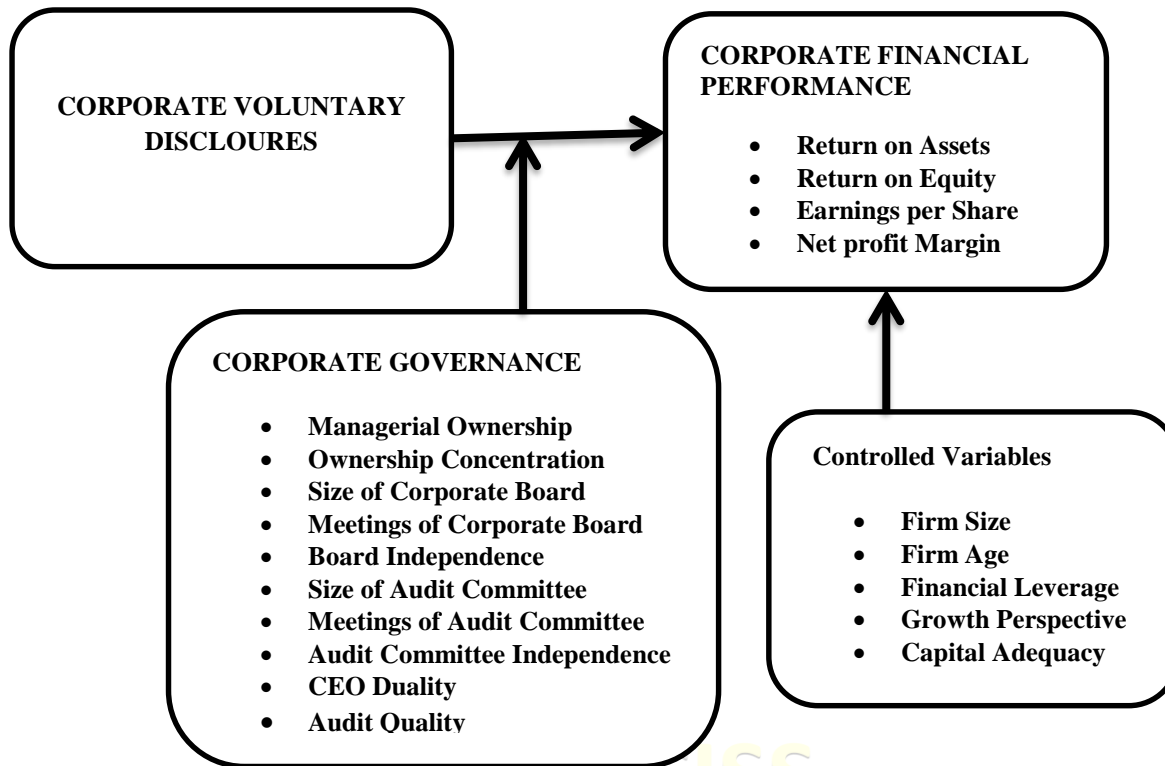 CORPORATE VOLUNTARY
DISCLOURES
CORPORATE FINANCIAL
PERFORMANCE
• Return on Assets
• Return on Equity
• Earnings per Share
• Net profit Margin
CORPORATE GOVERNANCE
• Managerial Ownership
• Ownership Concentration
• Size of Corporate Board
• Meetings of Corporate Board
• Board Independence
• Size of Audit Committee
• Meetings of Audit Committee
• Audit Committee Independence
• CEO Duality
• Audit Quality
Controlled Variables
• Firm Size
• Firm Age
• Financial Leverage
• Growth Perspective
• Capital Adequacy